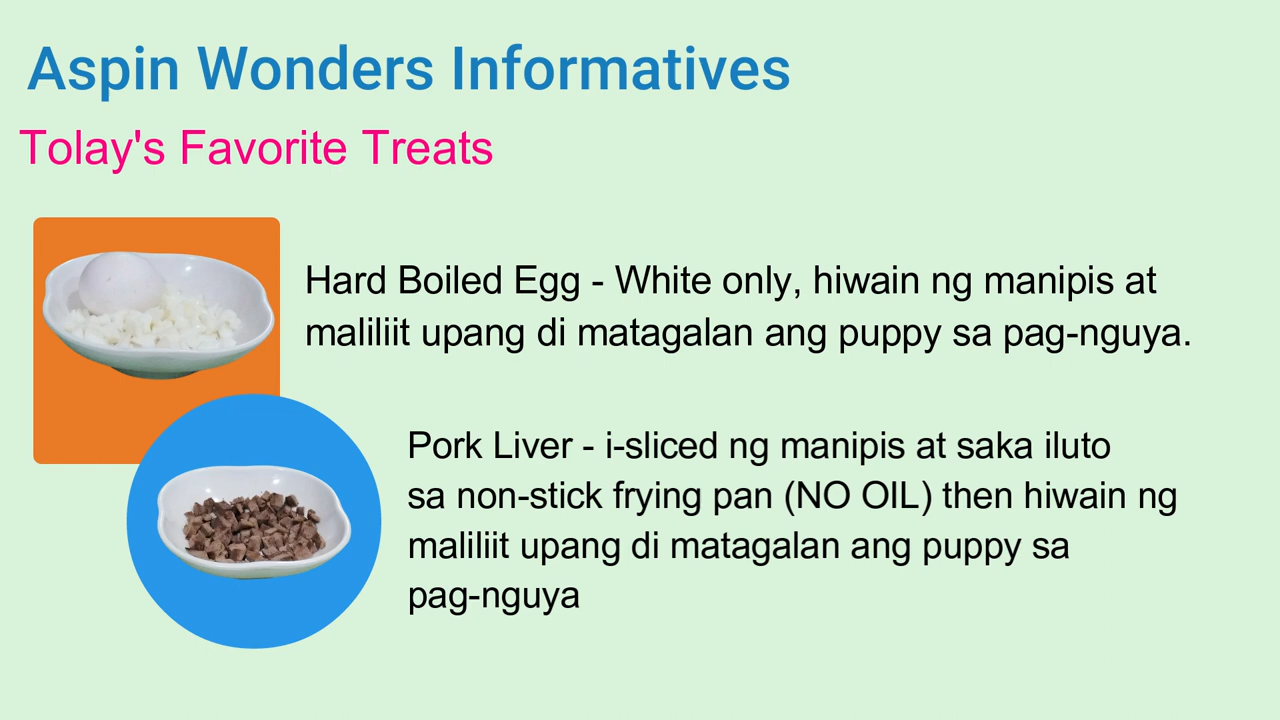 Aspin Wonders Informatives
Tolay's Favorite Treats
Hard Boiled Egg - White only, hiwain ng manipis at
maliliit upang di matagalan ang puppy sa pag-nguya.
Pork Liver - i-sliced ng manipis at saka iluto
sa non-stick frying pan (NO OIL) then hiwain ng
maliliit upang di matagalan ang puppy sa
pag-nguya